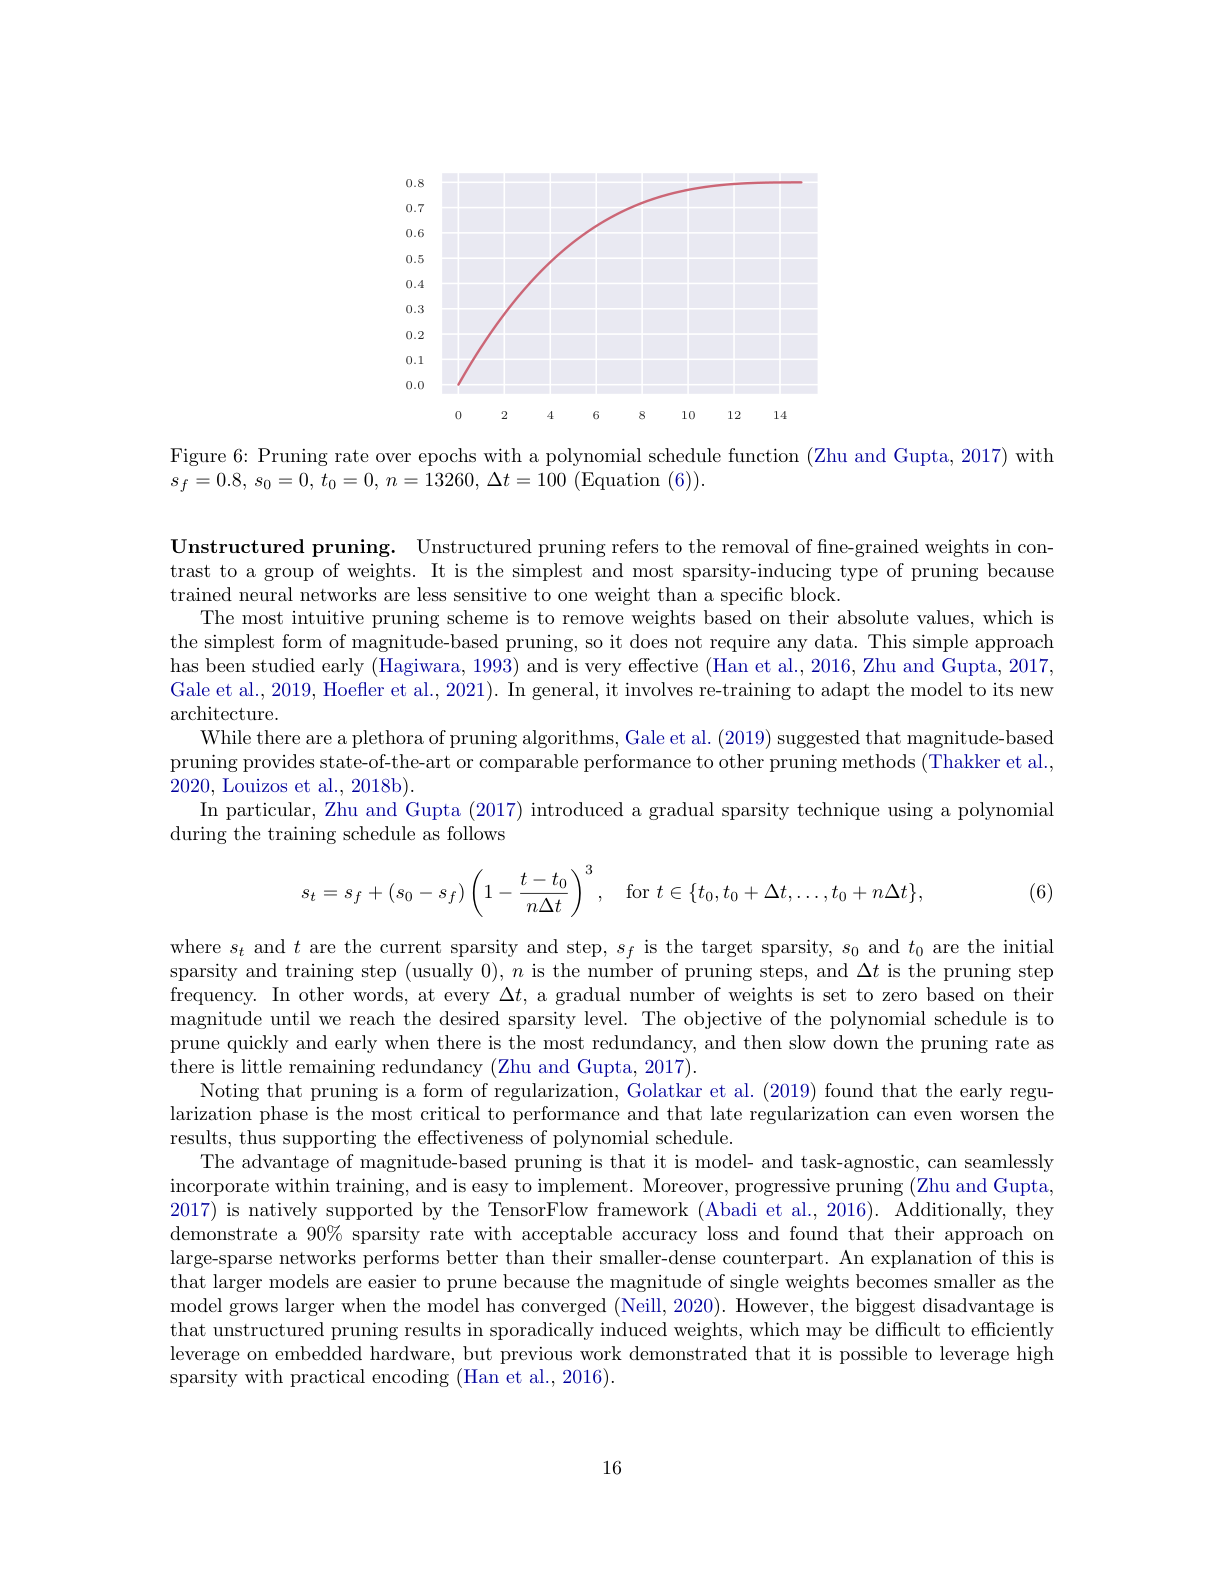 0.8
0.7
0.6
0.5
0.4
0.3
0.2
0.1
0.0
0 2 4 6 8 10 12 14
Figure 6: Pruning rate over epochs with a polynomial schedule function (Zhu and Gupta, 2017) with
s_f = 0.8, s_0 = 0, t_0 = 0, n = 13260, Δt = 100 (Equation (6)).
Unstructured pruning. Unstructured pruning refers to the removal of fine-grained weights in con-
trast to a group of weights. It is the simplest and most sparsity-inducing type of pruning because
trained neural networks are less sensitive to one weight than a specific block.
The most intuitive pruning scheme is to remove weights based on their absolute values, which is
the simplest form of magnitude-based pruning, so it does not require any data. This simple approach
has been studied early (Hagiwara, 1993) and is very effective (Han et al., 2016, Zhu and Gupta, 2017,
Gale et al., 2019, Hoefler et al., 2021). In general, it involves re-training to adapt the model to its new
architecture.
While there are a plethora of pruning algorithms, Gale et al. (2019) suggested that magnitude-based
pruning provides state-of-the-art or comparable performance to other pruning methods (Thakker et al.,
2020, Louizos et al., 2018b).
In particular, Zhu and Gupta (2017) introduced a gradual sparsity technique using a polynomial
during the training schedule as follows
s_t = s_f + (s_0 − s_f) (1 − (t − t_0)/(nΔt))^3, for t ∈ {t_0, t_0 + Δt, . . . , t_0 + nΔt}, (6)
where s_t and t are the current sparsity and step, s_f is the target sparsity, s_0 and t_0 are the initial
sparsity and training step (usually 0), n is the number of pruning steps, and Δt is the pruning step
frequency. In other words, at every Δt, a gradual number of weights is set to zero based on their
magnitude until we reach the desired sparsity level. The objective of the polynomial schedule is to
prune quickly and early when there is the most redundancy, and then slow down the pruning rate as
there is little remaining redundancy (Zhu and Gupta, 2017).
Noting that pruning is a form of regularization, Golatkar et al. (2019) found that the early regu-
larization phase is the most critical to performance and that late regularization can even worsen the
results, thus supporting the effectiveness of polynomial schedule.
The advantage of magnitude-based pruning is that it is model- and task-agnostic, can seamlessly
incorporate within training, and is easy to implement. Moreover, progressive pruning (Zhu and Gupta,
2017) is natively supported by the TensorFlow framework (Abadi et al., 2016). Additionally, they
demonstrate a 90% sparsity rate with acceptable accuracy loss and found that their approach on
large-sparse networks performs better than their smaller-dense counterpart. An explanation of this is
that larger models are easier to prune because the magnitude of single weights becomes smaller as the
model grows larger when the model has converged (Neill, 2020). However, the biggest disadvantage is
that unstructured pruning results in sporadically induced weights, which may be difficult to efficiently
leverage on embedded hardware, but previous work demonstrated that it is possible to leverage high
sparsity with practical encoding (Han et al., 2016).
16